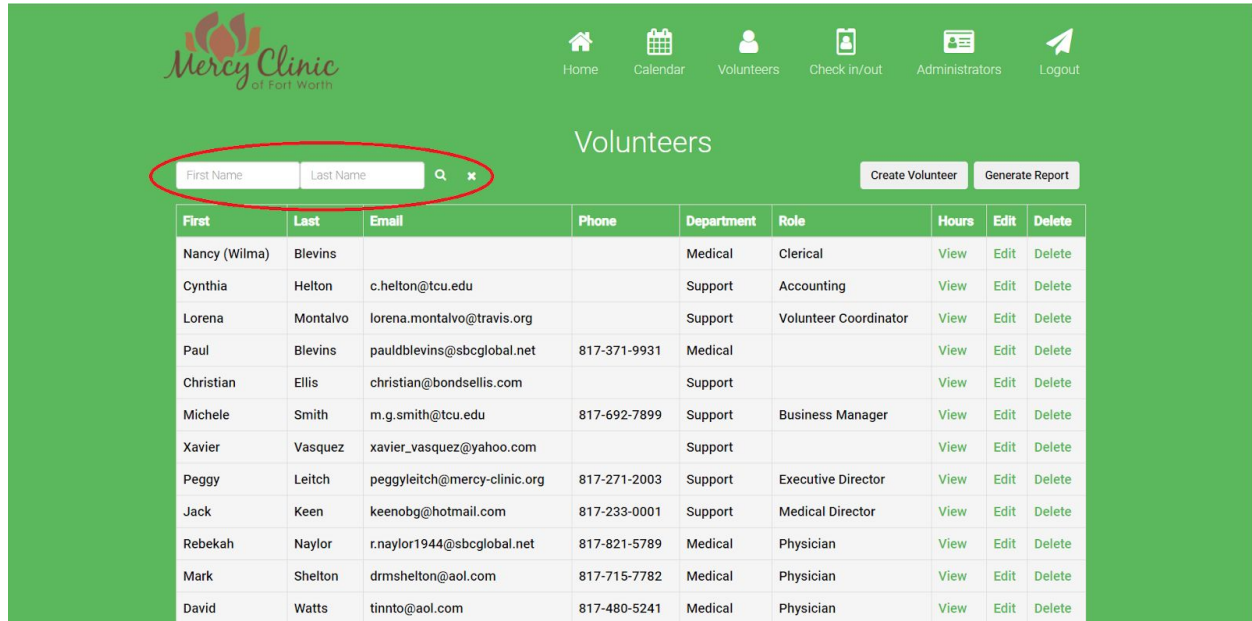 Mercy Clinic
of Fort Worth
Home Calendar Volunteers Check in/out Administrators Logout
Volunteers
First Name Last Name Create Volunteer Generate Report
First Last Email Phone Department Role Hours Edit Delete
Nancy (Wilma) Blevins Medical Clerical View Edit Delete
Cynthia Helton c.helton@tcu.edu Support Accounting View Edit Delete
Lorena Montalvo lorena.montalvo@travis.org Support Volunteer Coordinator View Edit Delete
Paul Blevins pauldblevins@sbcglobal.net 817-371-9931 Medical View Edit Delete
Christian Ellis christian@bondsellis.com Support View Edit Delete
Michele Smith m.g.smith@tcu.edu 817-692-7899 Support Business Manager View Edit Delete
Xavier Vasquez xavier_vasquez@yahoo.com Support View Edit Delete
Peggy Leitch peggyleitch@mercy-clinic.org 817-271-2003 Support Executive Director View Edit Delete
Jack Keen keenobg@hotmail.com 817-233-0001 Support Medical Director View Edit Delete
Rebekah Naylor r.naylor1944@sbcglobal.net 817-821-5789 Medical Physician View Edit Delete
Mark Shelton drmshelton@aol.com 817-715-7782 Medical Physician View Edit Delete
David Watts tinnto@aol.com 817-480-5241 Medical Physician View Edit Delete